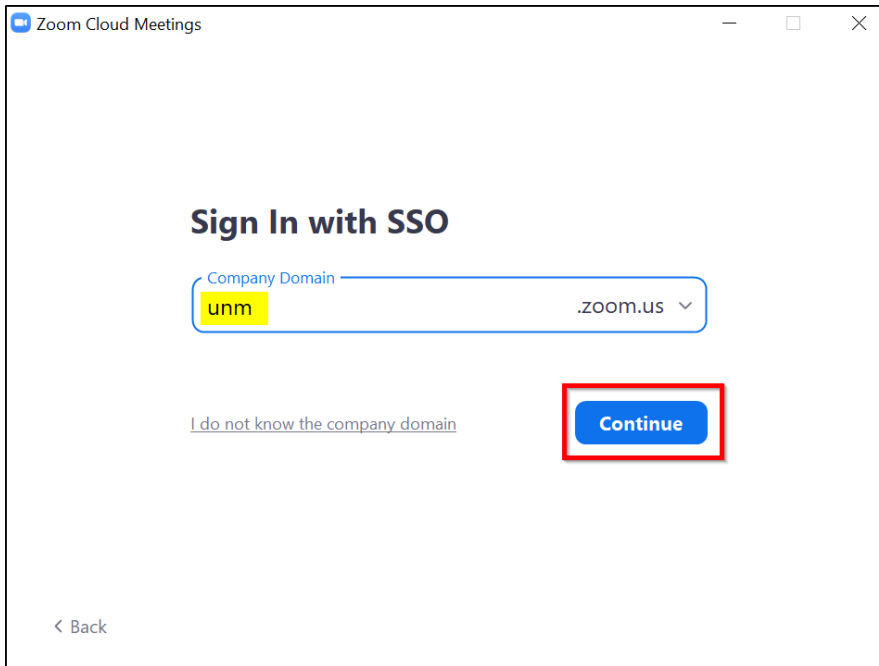 Zoom Cloud Meetings
Sign In with SSO
Company Domain
unm .zoom.us
I do not know the company domain Continue
Back